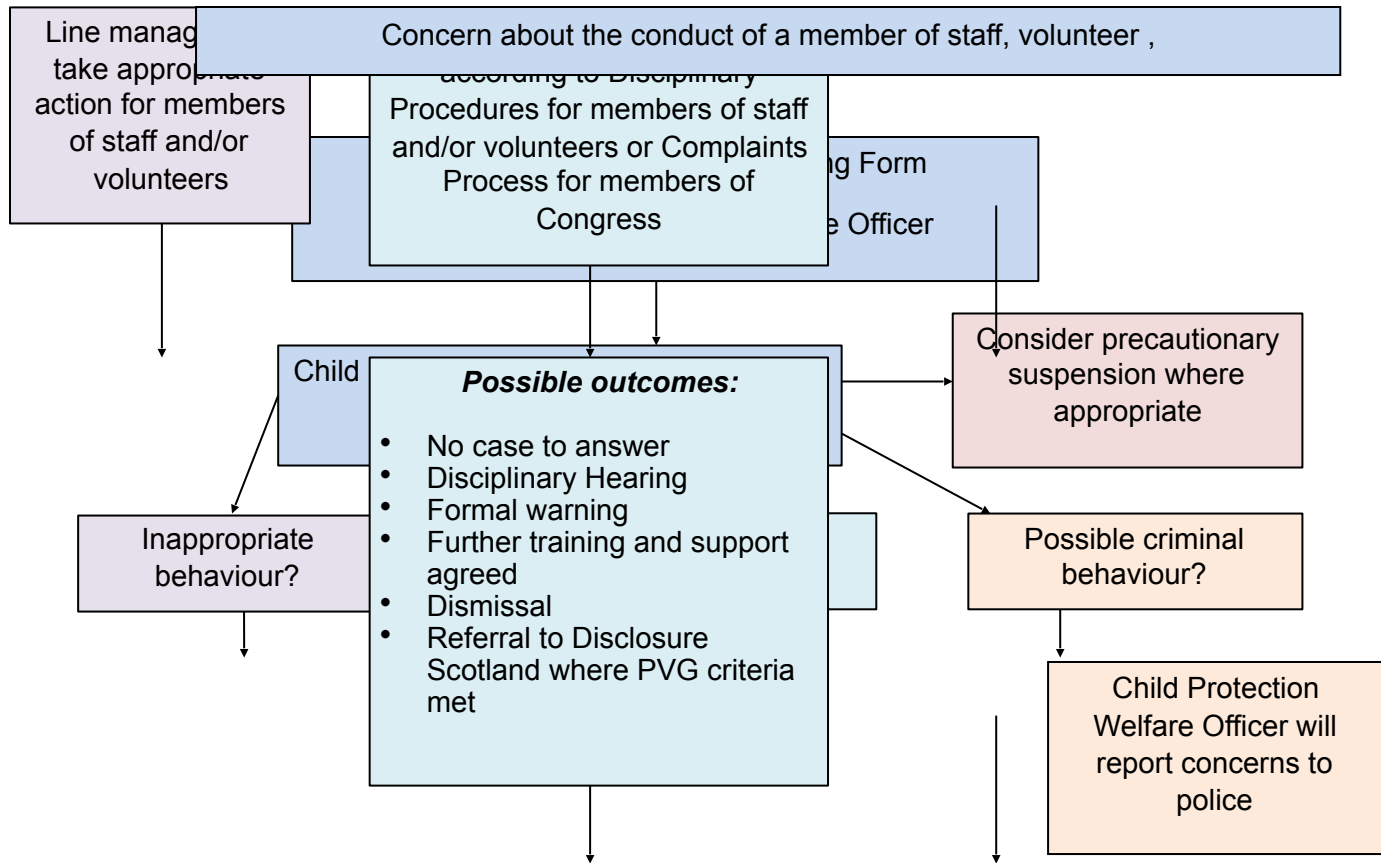 Concern about the conduct of a member of staff, volunteer ,
Line
take appropriate
action for members
of staff and/or
volunteers
according to Disciplinary
Procedures for members of staff
and/or volunteers or Complaints
Process for members of
Congress
Form
Officer
Consider precautionary
suspension where
appropriate
Child
Possible outcomes:
• No case to answer
• Disciplinary Hearing
• Formal warning
• Further training and support
agreed
• Dismissal
• Referral to Disclosure
Scotland where PVG criteria
met
Inappropriate
behaviour?
Possible criminal
behaviour?
Child Protection
Welfare Officer will
report concerns to
police